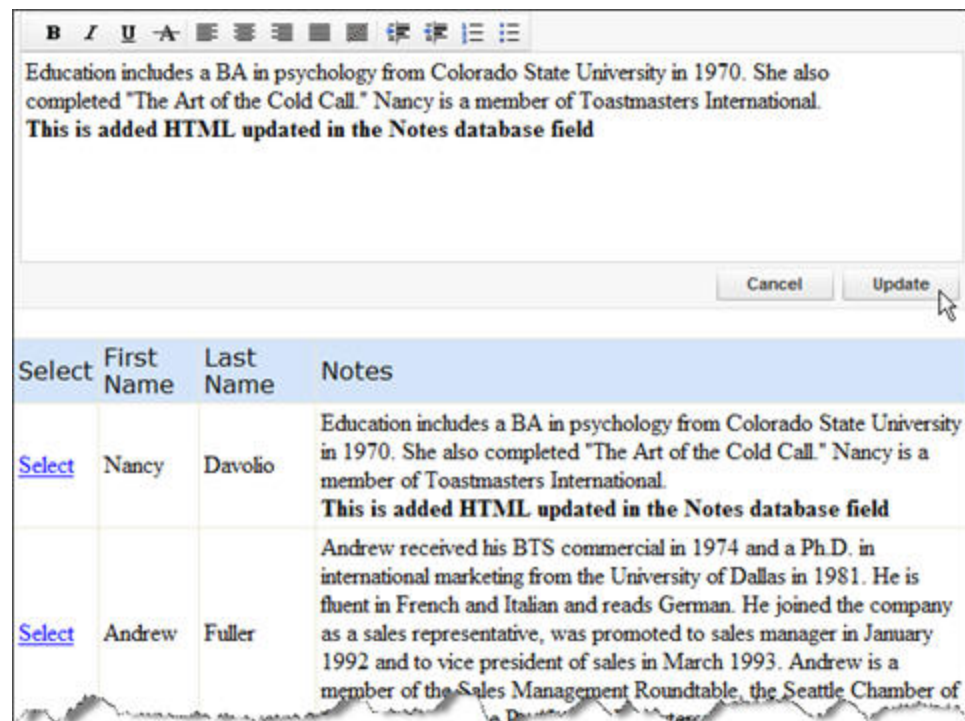 B I U A
Education includes a BA in psychology from Colorado State University in 1970. She also
completed "The Art of the Cold Call." Nancy is a member of Toastmasters International.
This is added HTML updated in the Notes database field
Cancel Update
Select First Name Last Name Notes
Select Nancy Davolio
Education includes a BA in psychology from Colorado State University
in 1970. She also completed "The Art of the Cold Call." Nancy is a
member of Toastmasters International.
This is added HTML updated in the Notes database field
Select Andrew Fuller
Andrew received his BTS commercial in 1974 and a Ph.D. in
international marketing from the University of Dallas in 1981. He is
fluent in French and Italian and reads German. He joined the company
as a sales representative, was promoted to sales manager in January
1992 and to vice president of sales in March 1993. Andrew is a
member of the Sales Management Roundtable, the Seattle Chamber of